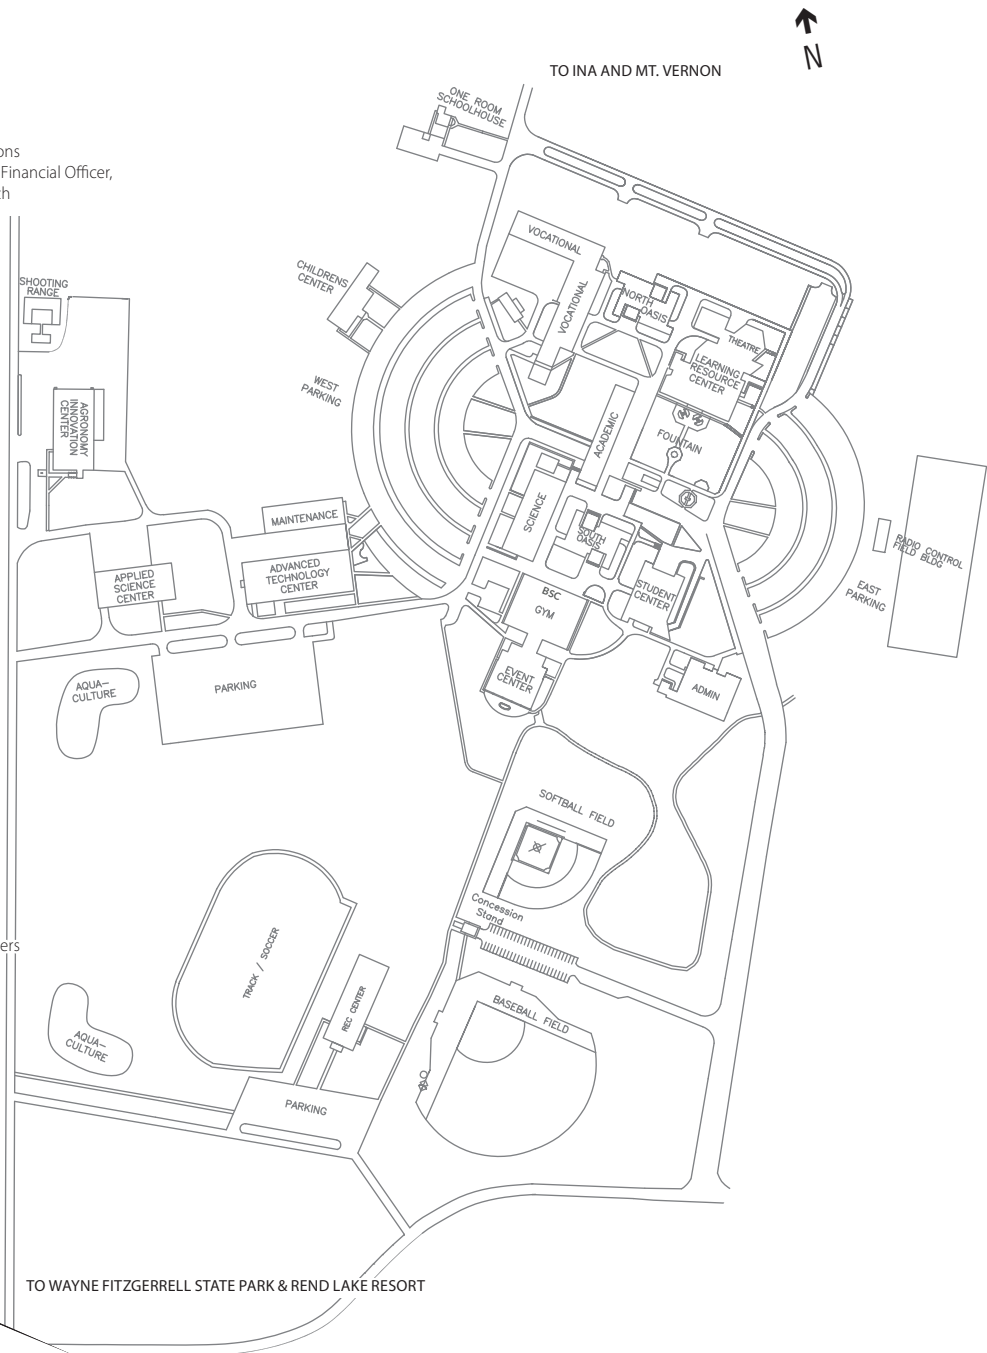 N
TO INA AND MT. VERNON
ONE ROOM
SCHOOLHOUSE
ons
Financial Officer,
ch
VOCATIONAL
VOCATIONAL
CHILDRENS
CENTER
SHOOTING
RANGE
NORTH
OASIS
THEATRE
LEARNING
RESOURCE
CENTER
WEST
PARKING
AGRONOMY
INNOVATION
CENTER
ACADEMIC
FOUNTAIN
SCIENCE
MAINTENANCE
SOUTH
OASIS
RADIO CONTROL
FIELD BLDG
EAST
PARKING
APPLIED
SCIENCE
CENTER
ADVANCED
TECHNOLOGY
CENTER
BSC
GYM
STUDENT
CENTER
EVENT
CENTER
ADMIN
AQUA-
CULTURE
PARKING
SOFTBALL FIELD
Concession
Stand
ers
TRACK / SOCCER
REC CENTER
BASEBALL FIELD
AQUA-
CULTURE
PARKING
TO WAYNE FITZGERRELL STATE PARK & REND LAKE RESORT